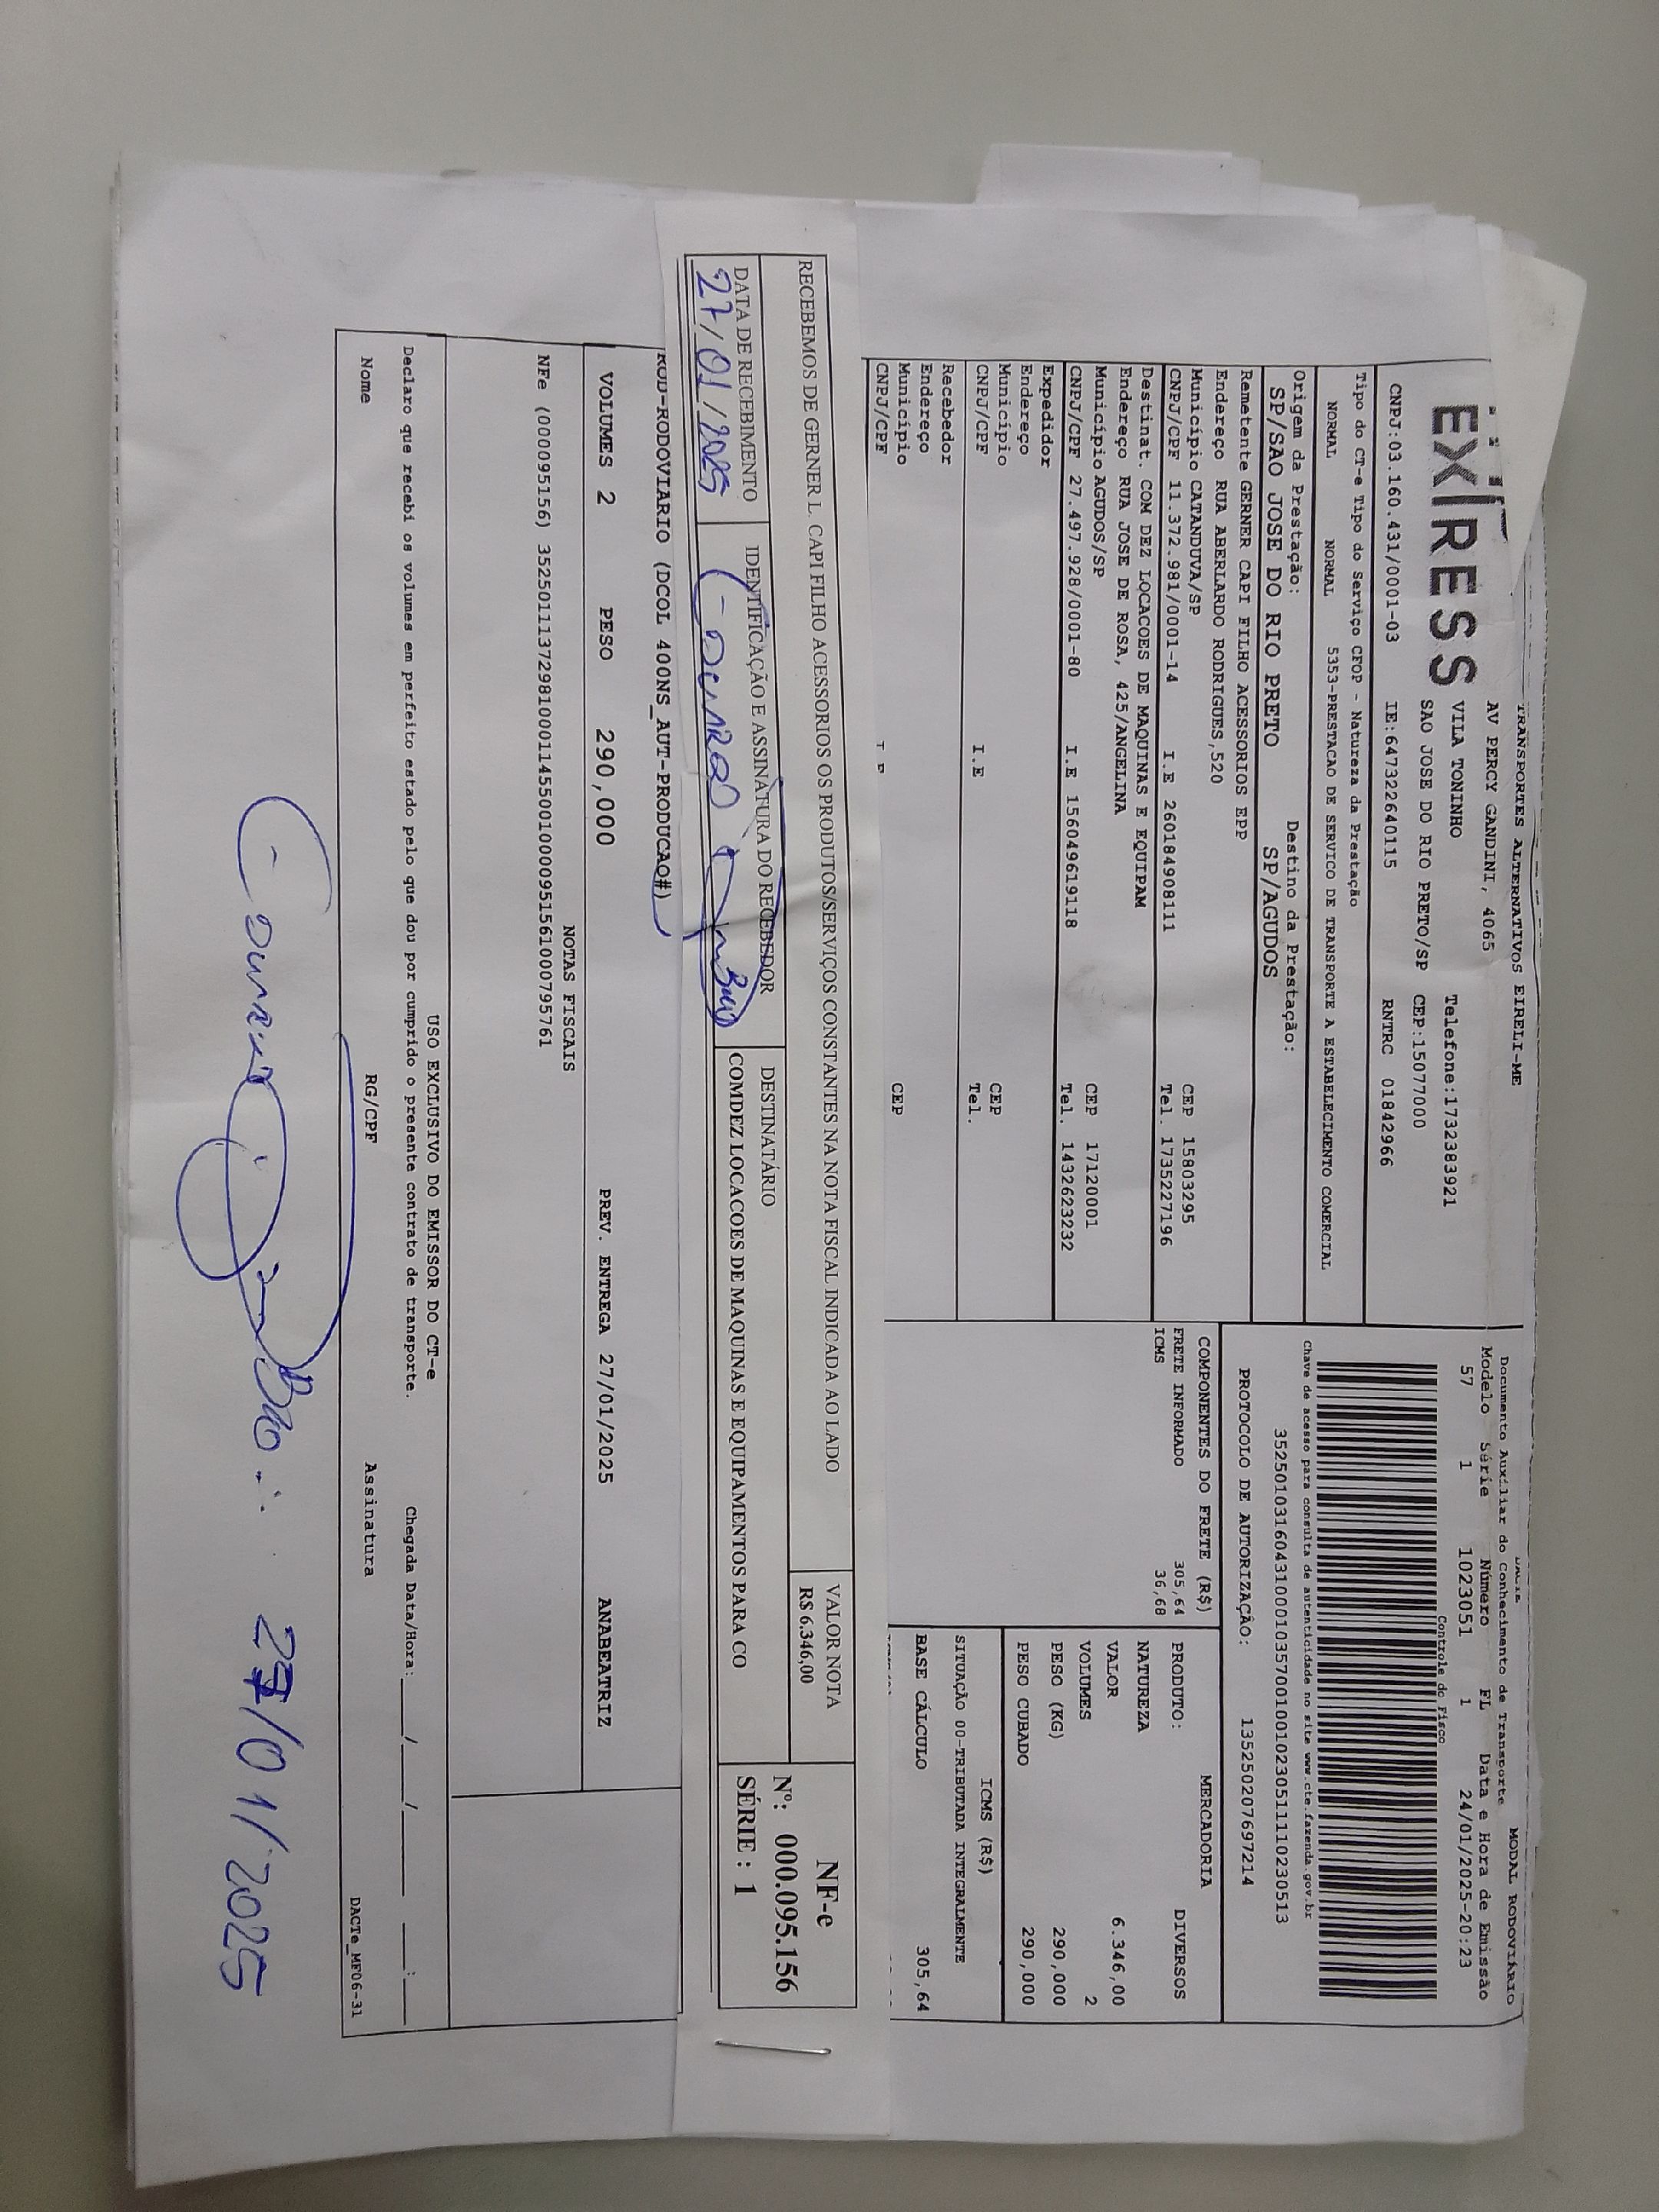 TRANSPORTES ALTERNATIVOS EIRELI-ME
EXPRESS
AV PERCY GANDINI, 4065
VILA TONINHO
Telefone:1732383921
SAO JOSE DO RIO PRETO/SP
CEP:15077000
CNPJ:03.160.431/0001-03
IE:647322640115
RNTRC 01842966
MODAL RODOVIÁRIO
Documento Auxiliar do Conhecimento de Transporte
Modelo Série Número FL Data e Hora de Emissão
57 1 1023051 1 24/01/2025-20:23
Controle do Fisco
Chave de acesso para consulta de autenticidade no site www.cte.fazenda.gov.br
35250103160431000103570010010230511110230513
PROTOCOLO DE AUTORIZAÇÃO: 135250207697214
Tipo do CT-e Tipo do Serviço CFOP - Natureza da Prestação
NORMAL NORMAL 5353-PRESTACAO DE SERVICO DE TRANSPORTE A ESTABELECIMENTO COMERCIAL
Origem da Prestação: Destino da Prestação:
SP/SAO JOSE DO RIO PRETO SP/AGUDOS
Remetente GERNER CAPI FILHO ACESSORIOS EPP
Endereço RUA ABERLARDO RODRIGUES,520
Município CATANDUVA/SP CEP 15803295
CNPJ/CPF 11.372.981/0001-14 I.E 260184908111 Tel. 1735227196
Destinat. COM DEZ LOCACOES DE MAQUINAS E EQUIPAM
Endereço RUA JOSE DE ROSA, 425/ANGELINA
Município AGUDOS/SP CEP 17120001
CNPJ/CPF 27.497.928/0001-80 I.E 156049619118 Tel. 1432623232
Expedidor
Endereço
Município CEP
CNPJ/CPF I.E Tel.
Recebedor
Endereço
Município CEP
CNPJ/CPF
COMPONENTES DO FRETE (R$)
FRETE INFORMADO 305,64
ICMS 36,68
MERCADORIA
PRODUTO: DIVERSOS
NATUREZA
VALOR 6.346,00
VOLUMES 2
PESO (KG) 290,000
PESO CUBADO 290,000
ICMS (R$)
SITUAÇÃO 00-TRIBUTADA INTEGRALMENTE
BASE CÁLCULO 305,64
RECEBEMOS DE GERNER L. CAPI FILHO ACESSORIOS OS PRODUTOS/SERVIÇOS CONSTANTES NA NOTA FISCAL INDICADA AO LADO
VALOR NOTA
R$ 6.346,00
NF-e
Nº: 000.095.156
SÉRIE : 1
DATA DE RECEBIMENTO
27/01/2025
IDENTIFICAÇÃO E ASSINATURA DO RECEBEDOR
DESTINATÁRIO
COMDEZ LOCACOES DE MAQUINAS E EQUIPAMENTOS PARA CO
ROD-RODOVIARIO (DCOL 400NS_AUT-PRODUCAO#)
VOLUMES 2 PESO 290,000 PREV. ENTREGA 27/01/2025 ANABEATRIZ
NOTAS FISCAIS
NFe (000095156) 35250111372981000114550010000951561000795761
USO EXCLUSIVO DO EMISSOR DO CT-e
Declaro que recebi os volumes em perfeito estado pelo que dou por cumprido o presente contrato de transporte. Chegada Data/Hora:____/____/______ ___:___
Nome RG/CPF Assinatura
DACTe_MF06-31
27/01/2025